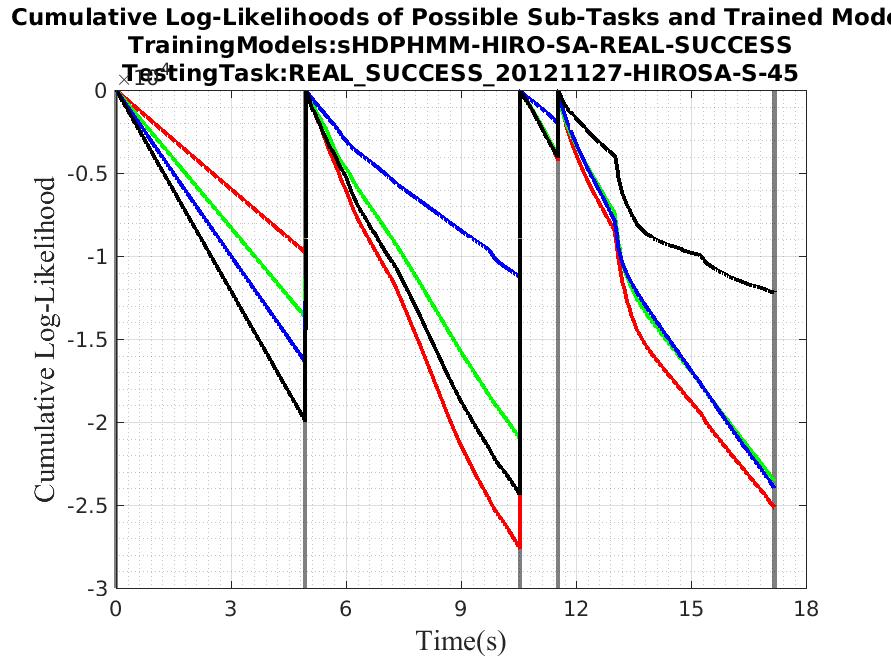 Cumulative Log-Likelihoods of Possible Sub-Tasks and Trained Mode
TrainingModels:sHDPHMM-HIRO-SA-REAL-SUCCESS
TestingTask:REAL_SUCCESS_20121127-HIROSA-S-45
×10⁴
0
-0.5
-1
-1.5
-2
-2.5
-3
Cumulative Log-Likelihood
0 3 6 9 12 15 18
Time(s)